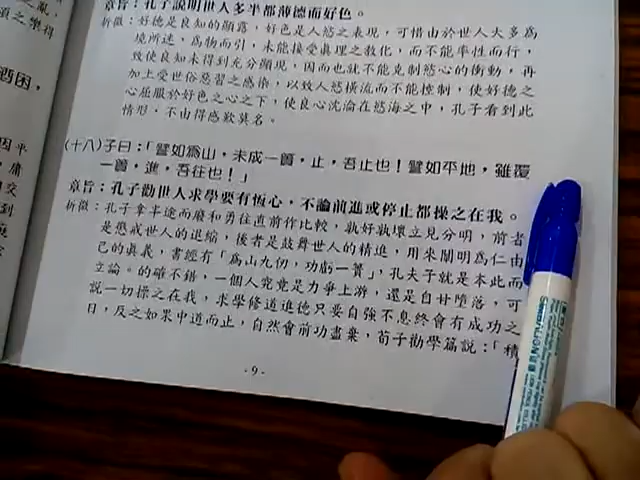 章旨：孔子說明世人多半都薄德而好色。
析微：好德是良知的顯露，好色是人慾之表現，可惜由於世人大多為
境所迷、為物而引，未能接受真理之教化，而不能率性而行，
致使良知未得到充分顯現，因而也就不能克制慾心的衝動，再
加上受世俗惡習之感染，以致人慾橫流而不能控制，使好德之
心屈服於好色之心之下，使良心沉淪在慾海之中，孔子看到此
情形，不由得感歎莫名。
(十八)子曰：「譬如為山，未成一簣，止，吾止也！譬如平地，雖覆
一簣，進，吾往也！」
章旨：孔子勸世人求學要有恆心，不論前進或停止都操之在我。
析微：孔子拿半途而廢和勇往直前作比較，孰好孰壞立見分明，前者
是懲戒世人的退縮，後者是鼓舞世人的精進，用來闡明為仁由
己的真義，書經有「為山九仞，功虧一簣」，孔夫子就是本此而
立論。的確不錯，一個人究竟是力爭上游，還是自甘墮落，可
說一切操之在我，求學修道進德只要自強不息終會有成功之
日，反之如果中道而止，自然會前功盡棄，荀子勸學篇說：「積
-9-
酒困，